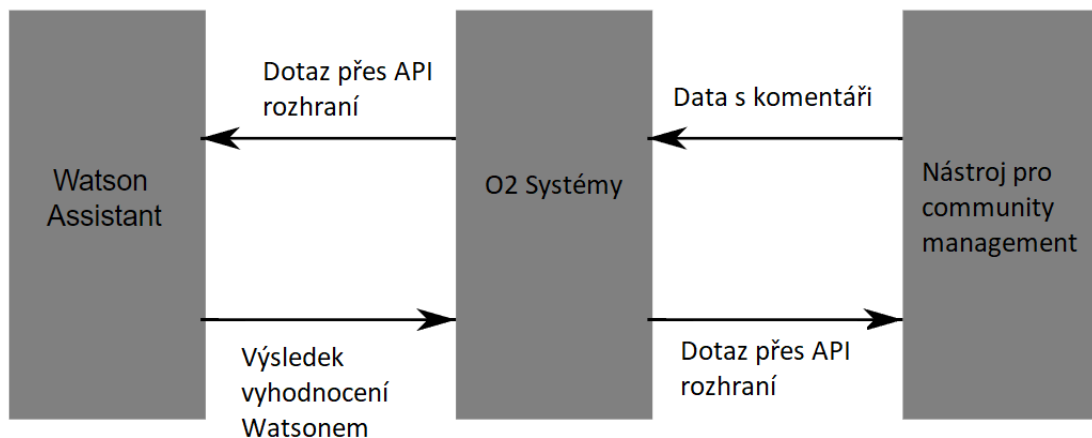 Dotaz přes API
rozhraní
Data s komentáři
Watson
Assistant
O2 Systémy
Nástroj pro
community
management
Výsledek
vyhodnocení
Watsonem
Dotaz přes API
rozhraní